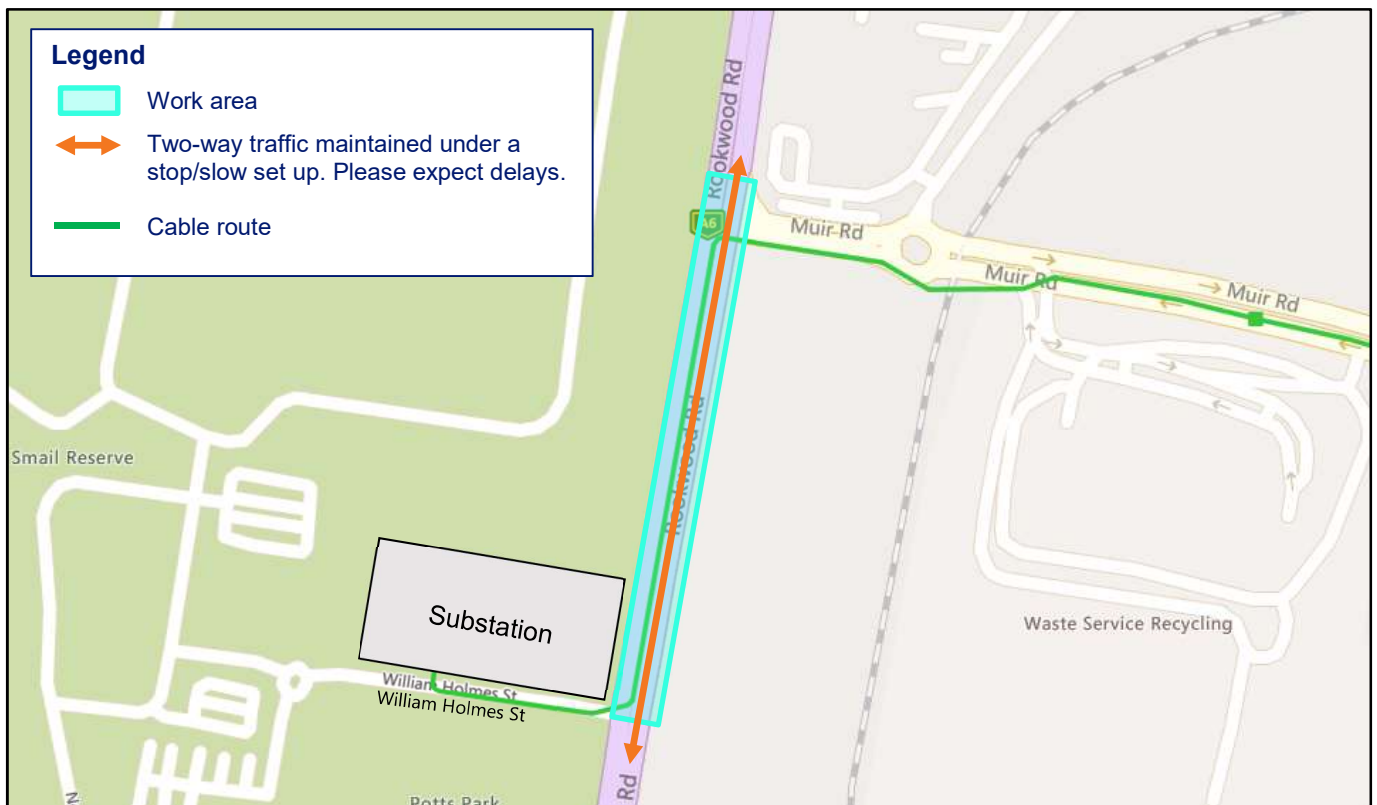 Legend
Work area
Two-way traffic maintained under a
stop/slow set up. Please expect delays.
Cable route
Rookwood Rd
Rookwood Rd
A6
Muir Rd
Muir Rd
Muir Rd
Rookwood Rd
Smail Reserve
Substation
Waste Service Recycling
William Holmes St
William Holmes St
Rd
Potts Park
N